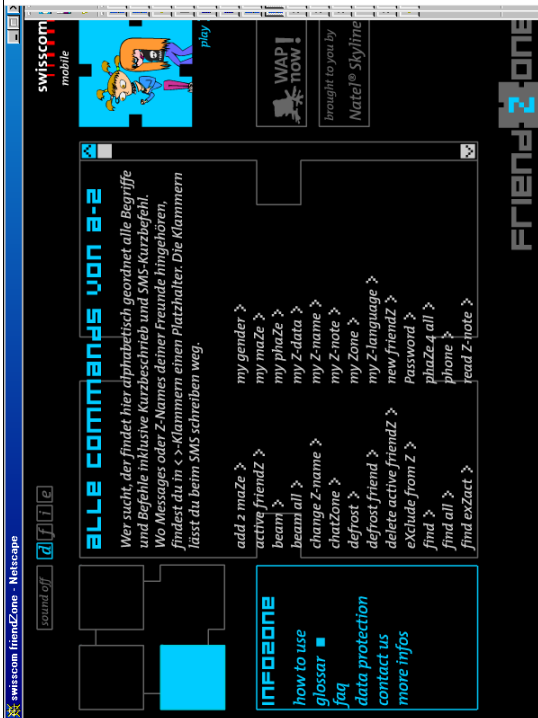 swisscom friendZone - Netscape
sound off
d f i e
swisscom
mobile
play
ALLE COMMANDS VON A-Z
Wer sucht, der findet hier alphabetisch geordnet alle Begriffe
und Befehle inklusive Kurzbeschrieb und SMS-Kurzbefehl.
Wo Messages oder Z-Names deiner Freunde hingehören,
findest du in < >-Klammern einen Platzhalter. Die Klammern
lässt du beim SMS schreiben weg.
add 2 maZe >
active friendZ >
beam >
beam all >
change Z-name >
chatZone >
defrost >
defrost friend >
delete active friendZ >
eXclude from Z >
find >
find all >
find exZact >
my gender >
my maZe >
my phaZe >
my Z-data >
my Z-name >
my Z-note >
my Zone >
my Z-language >
new friendZ >
Password >
phaZe 4 all >
phone >
read Z-note >
INFOZONE
how to use
glossar
faq
data protection
contact us
more infos
WAP
now!
brought to you by
Natel® Skyline
FRIEND Z ONE